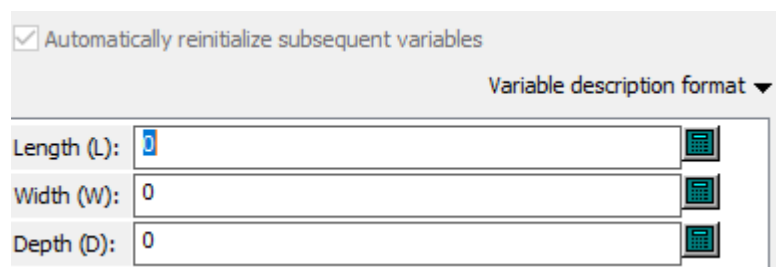 Automatically reinitialize subsequent variables
Variable description format
Length (L): 0
Width (W): 0
Depth (D): 0